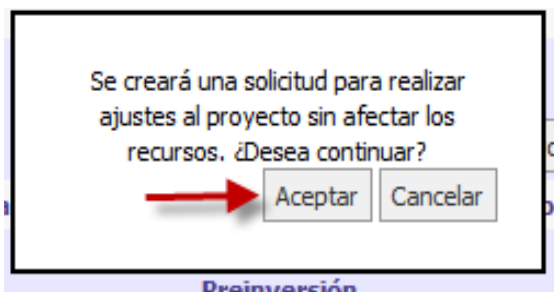 Se creará una solicitud para realizar
ajustes al proyecto sin afectar los
recursos. ¿Desea continuar?
Aceptar Cancelar
Preinversión